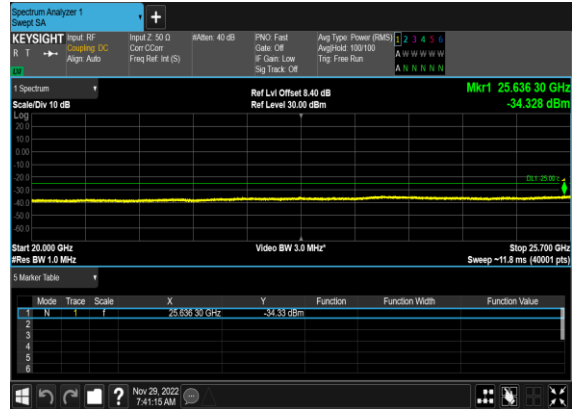 Spectrum Analyzer 1
Swept SA
+
KEYSIGHT Input: RF Input Z: 50 Ω #Atten: 40 dB PNO: Fast Avg Type: Power (RMS) 1 2 3 4 5 6
R T Coupling: DC Corr CCorr Gate: Off Avg|Hold: 100/100 A W W W W W
Align: Auto Freq Ref: Int (S) IF Gain: Low Trig: Free Run
Sig Track: Off A N N N N N
1 Spectrum Ref Lvl Offset 8.40 dB Mkr1 25.636 30 GHz
Scale/Div 10 dB Ref Level 30.00 dBm -34.328 dBm
Log
20.0
10.0
0.00
-10.0
-20.0
-30.0
-40.0
-50.0
-60.0
Start 20.000 GHz Video BW 3.0 MHz* Stop 25.700 GHz
#Res BW 1.0 MHz Sweep ~11.8 ms (40001 pts)
5 Marker Table
Mode Trace Scale X Y Function Function Width Function Value
1 N 1 f 25.636 30 GHz -34.33 dBm
2
3
4
5
6
? Nov 29, 2022
7:41:15 AM